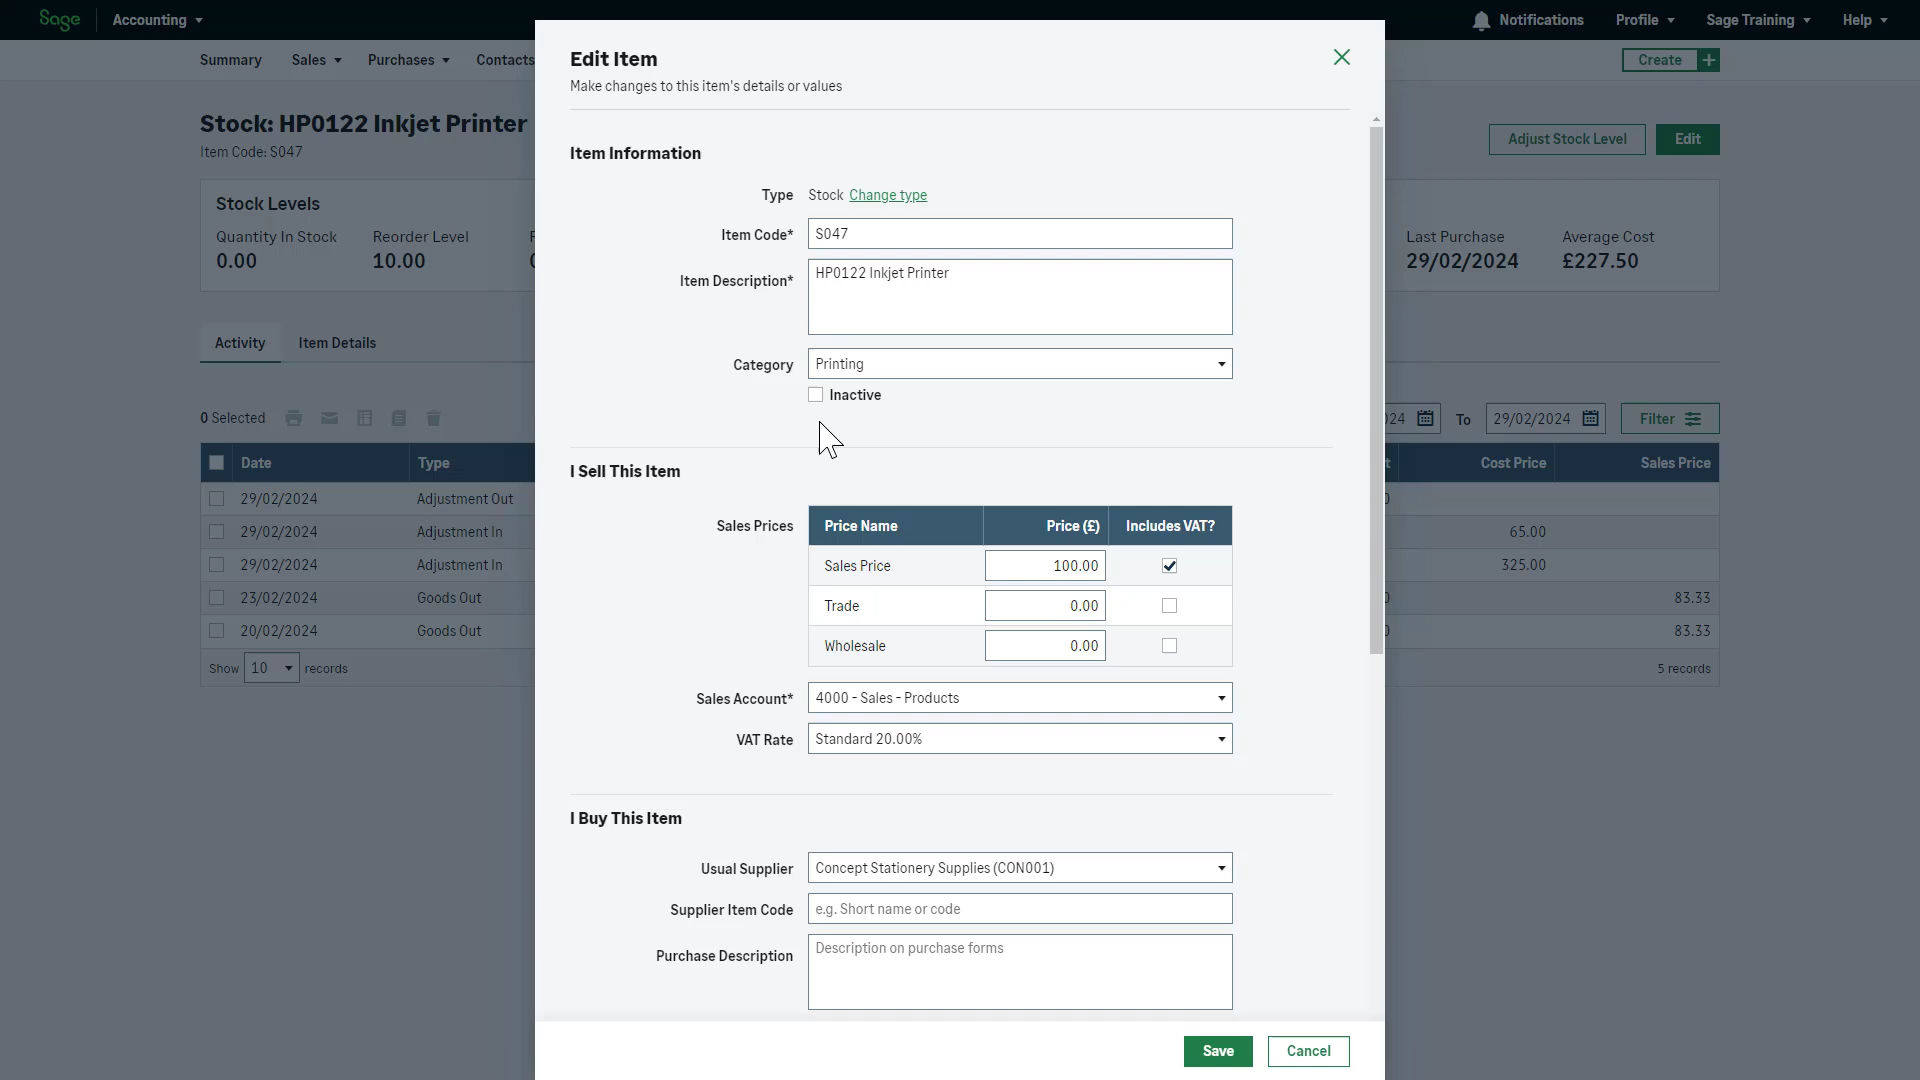 Sage
Accounting
Notifications
Profile
Sage Training
Help
Summary
Sales
Purchases
Contacts
Create
Stock: HP0122 Inkjet Printer
Item Code: S047
Adjust Stock Level
Edit
Stock Levels
Quantity In Stock
0.00
Reorder Level
10.00
Last Purchase
29/02/2024
Average Cost
£227.50
Activity
Item Details
0 Selected
To
29/02/2024
Filter
Date Type Cost Price Sales Price
29/02/2024 Adjustment Out
29/02/2024 Adjustment In 65.00
29/02/2024 Adjustment In 325.00
23/02/2024 Goods Out 83.33
20/02/2024 Goods Out 83.33
Show 10 records
5 records
Edit Item
Make changes to this item's details or values
Item Information
Type Stock Change type
Item Code* S047
Item Description* HP0122 Inkjet Printer
Category Printing
Inactive
I Sell This Item
Sales Prices
Price Name Price (£) Includes VAT?
Sales Price 100.00
Trade 0.00
Wholesale 0.00
Sales Account* 4000 - Sales - Products
VAT Rate Standard 20.00%
I Buy This Item
Usual Supplier Concept Stationery Supplies (CON001)
Supplier Item Code e.g. Short name or code
Purchase Description Description on purchase forms
Save
Cancel